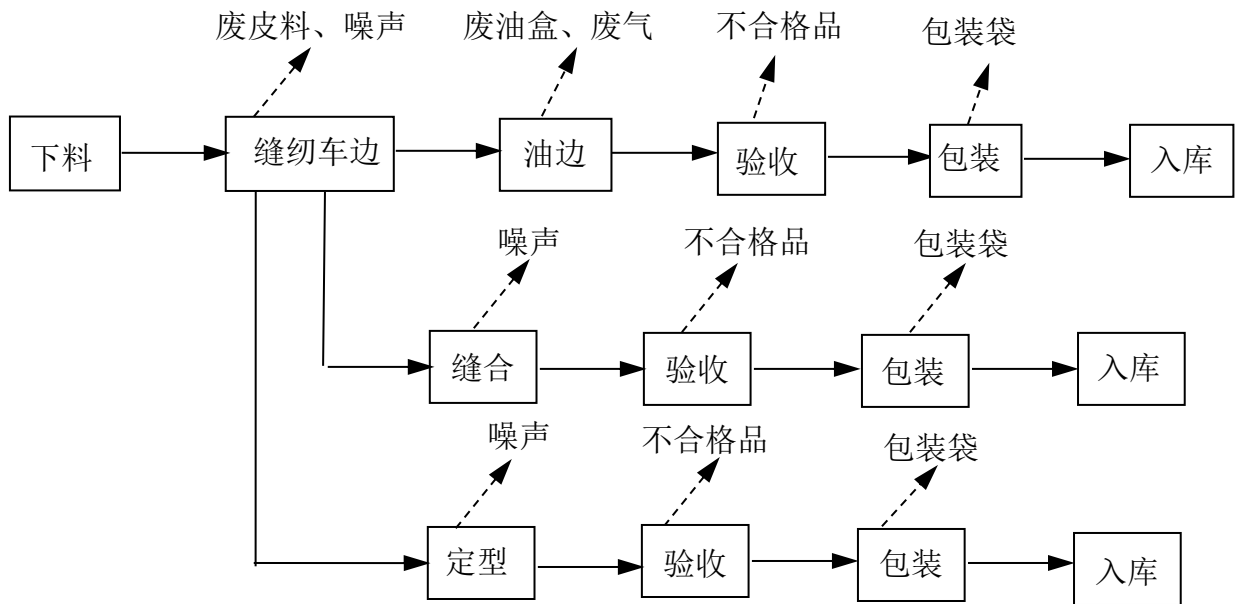 废皮料、噪声
废油盒、废气
不合格品
包装袋
下料
缝纫车边
油边
验收
包装
入库
噪声
不合格品
包装袋
缝合
验收
包装
入库
噪声
不合格品
包装袋
定型
验收
包装
入库